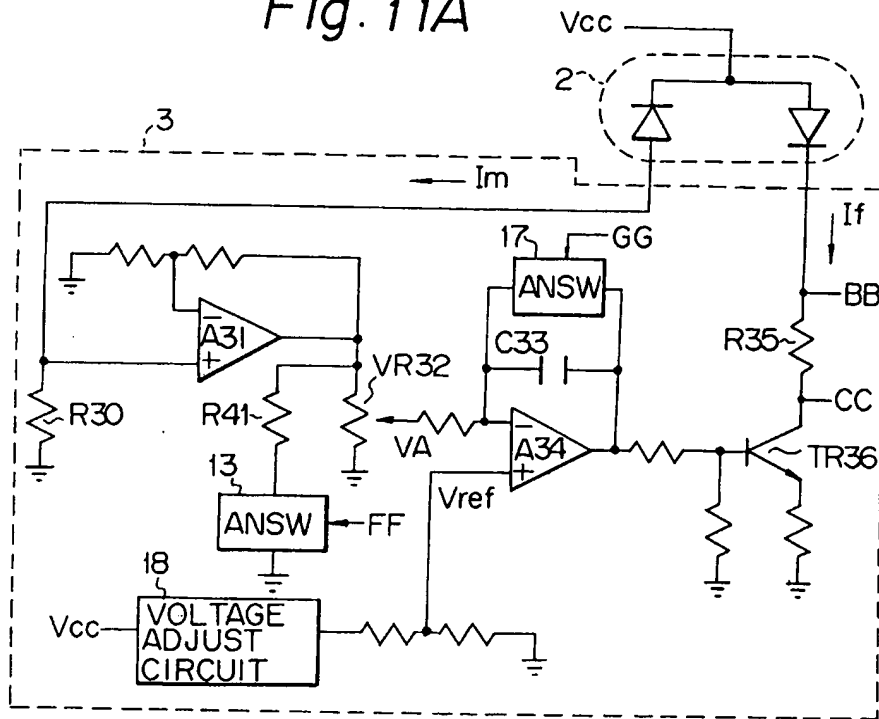 Fig. 11A
Vcc
2
3
Im
If
17
GG
ANSW
BB
A31
-
+
C33
R35
VR32
CC
R30
R41
VA
-
A34
+
TR36
13
Vref
ANSW
FF
18
Vcc
VOLTAGE
ADJUST
CIRCUIT